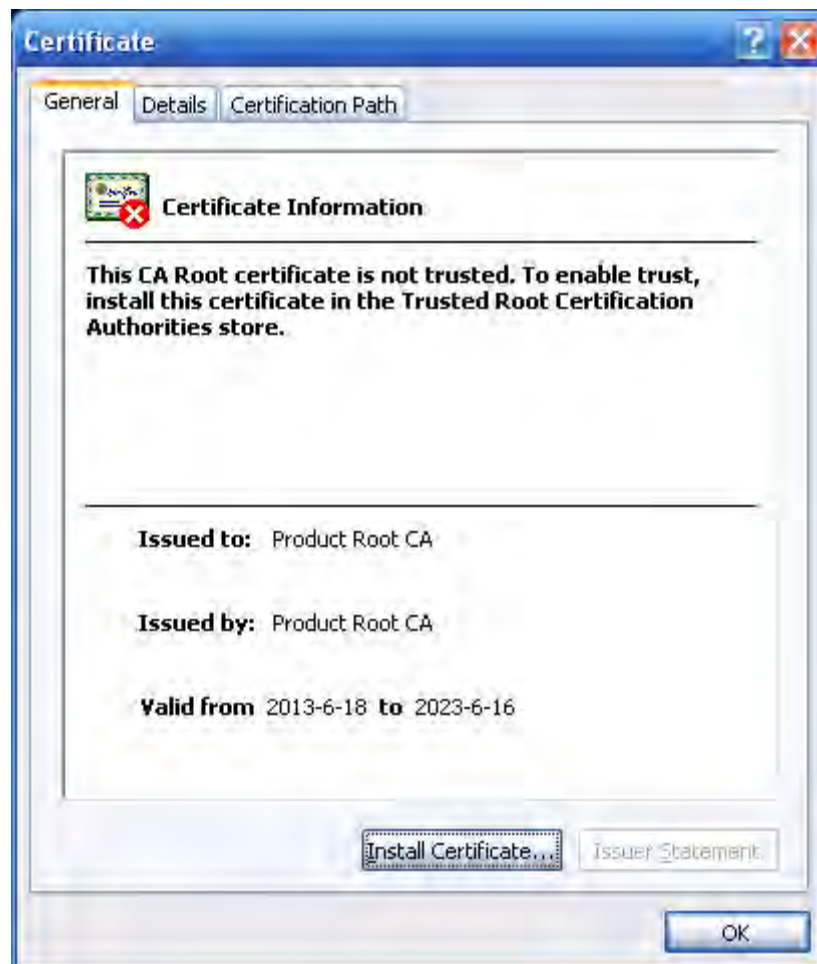 Certificate
General Details Certification Path
Certificate Information
This CA Root certificate is not trusted. To enable trust,
install this certificate in the Trusted Root Certification
Authorities store.
Issued to: Product Root CA
Issued by: Product Root CA
Valid from 2013-6-18 to 2023-6-16
Install Certificate... Issuer Statement
OK